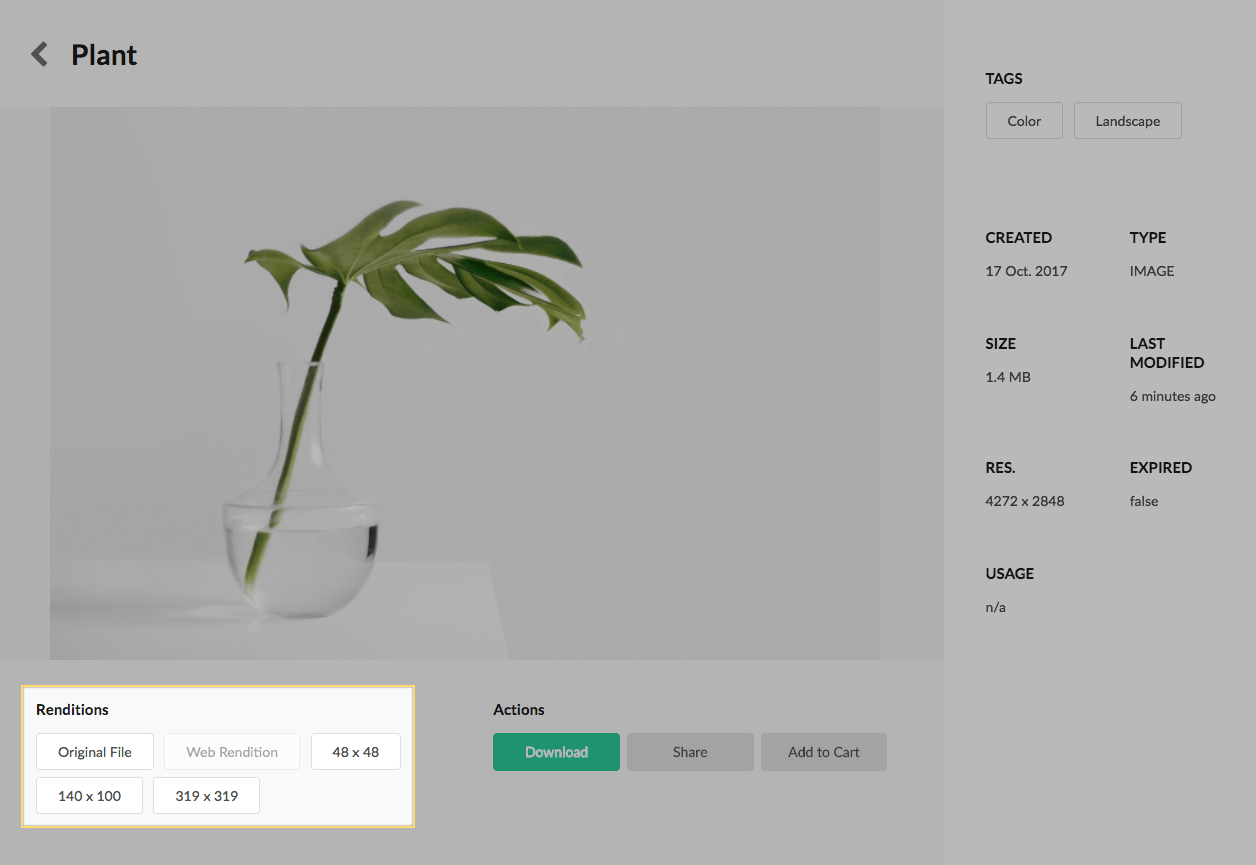 Plant
TAGS
Color
Landscape
CREATED
17 Oct. 2017
TYPE
IMAGE
SIZE
1.4 MB
LAST
MODIFIED
6 minutes ago
RES.
4272 x 2848
EXPIRED
false
USAGE
n/a
Renditions
Original File
Web Rendition
48 x 48
140 x 100
319 x 319
Actions
Download
Share
Add to Cart